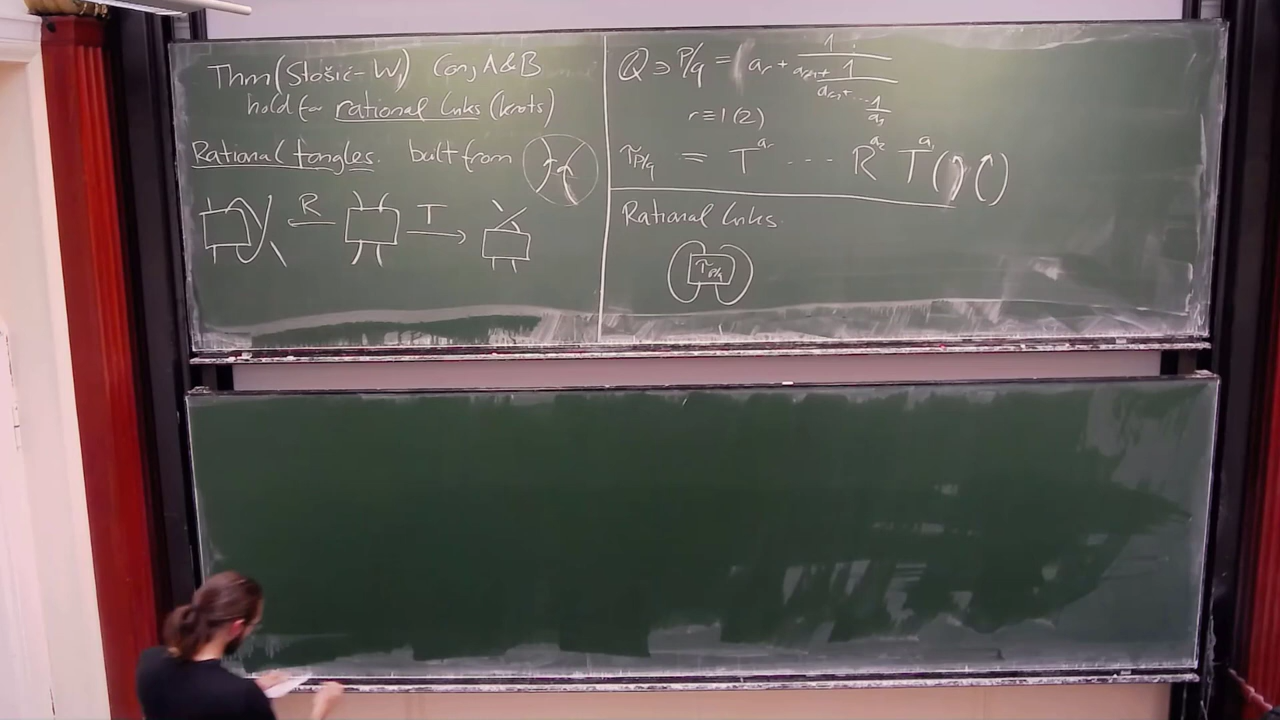 Thm (Stošić-W) Conj A&B
hold for rational links (knots)
Rational tangles. built from
R
T
Q ∋ P/q = a_r + 1/(a_{r-1} + 1/(a_{r-2} + ... 1/a_1))
r ≡ 1 (2)
τ_{P/q} = T^{a_r} ... R^{a_2} T^{a_1} ( )
Rational links.
τ_{P/q}